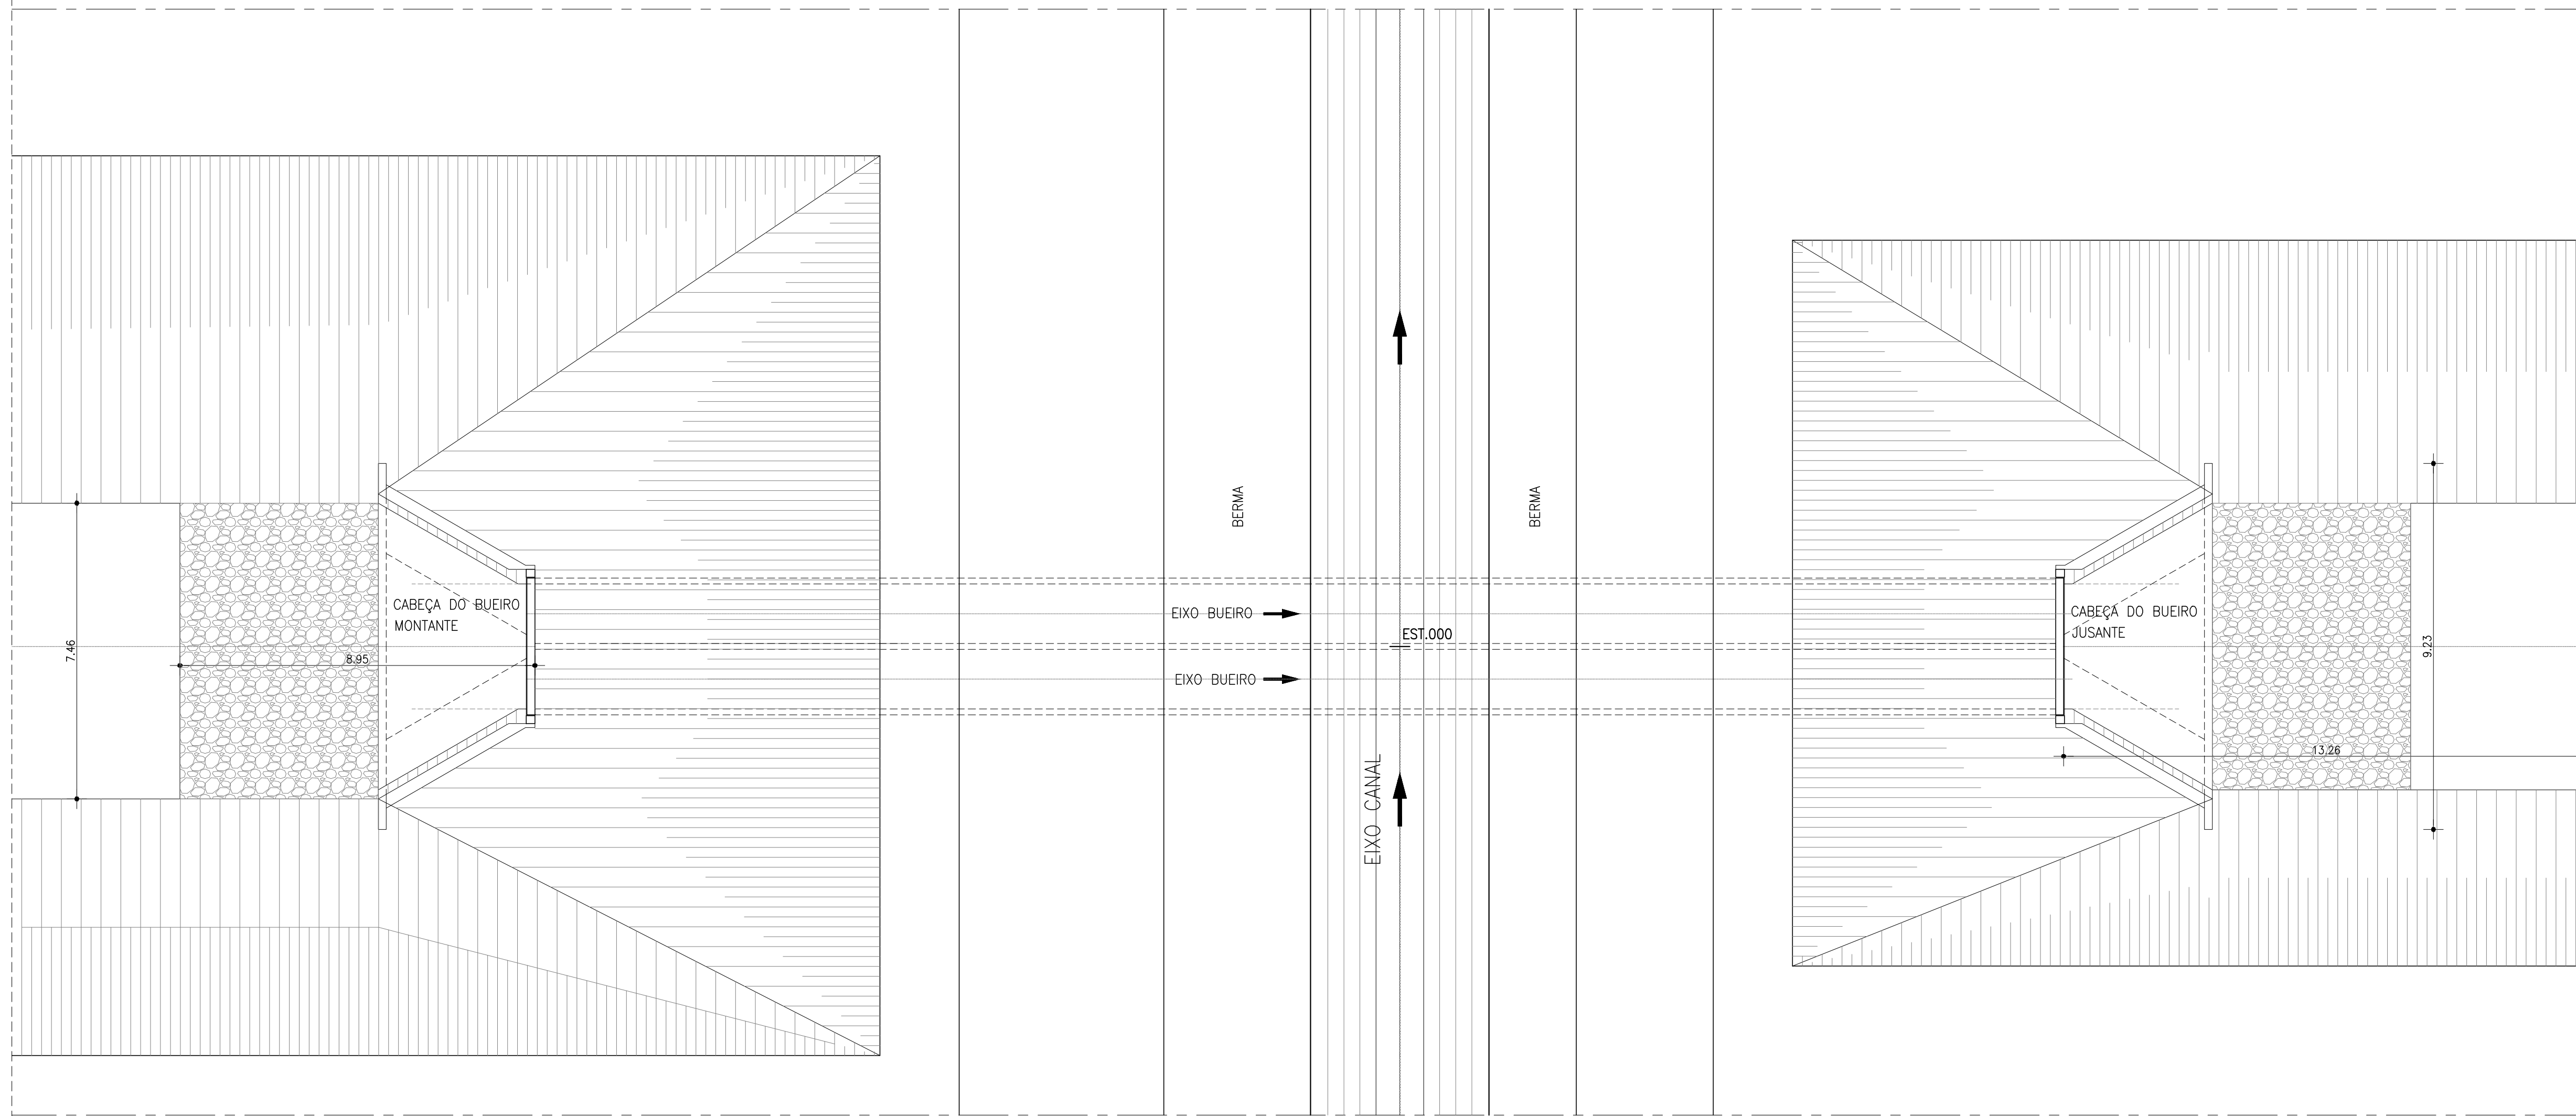 BERMA
BERMA
CABEÇA DO BUEIRO
MONTANTE
EIXO BUEIRO
EST.000
CABEÇA DO BUEIRO
JUSANTE
7.46
8.95
EIXO BUEIRO
9.23
13.26
EIXO CANAL